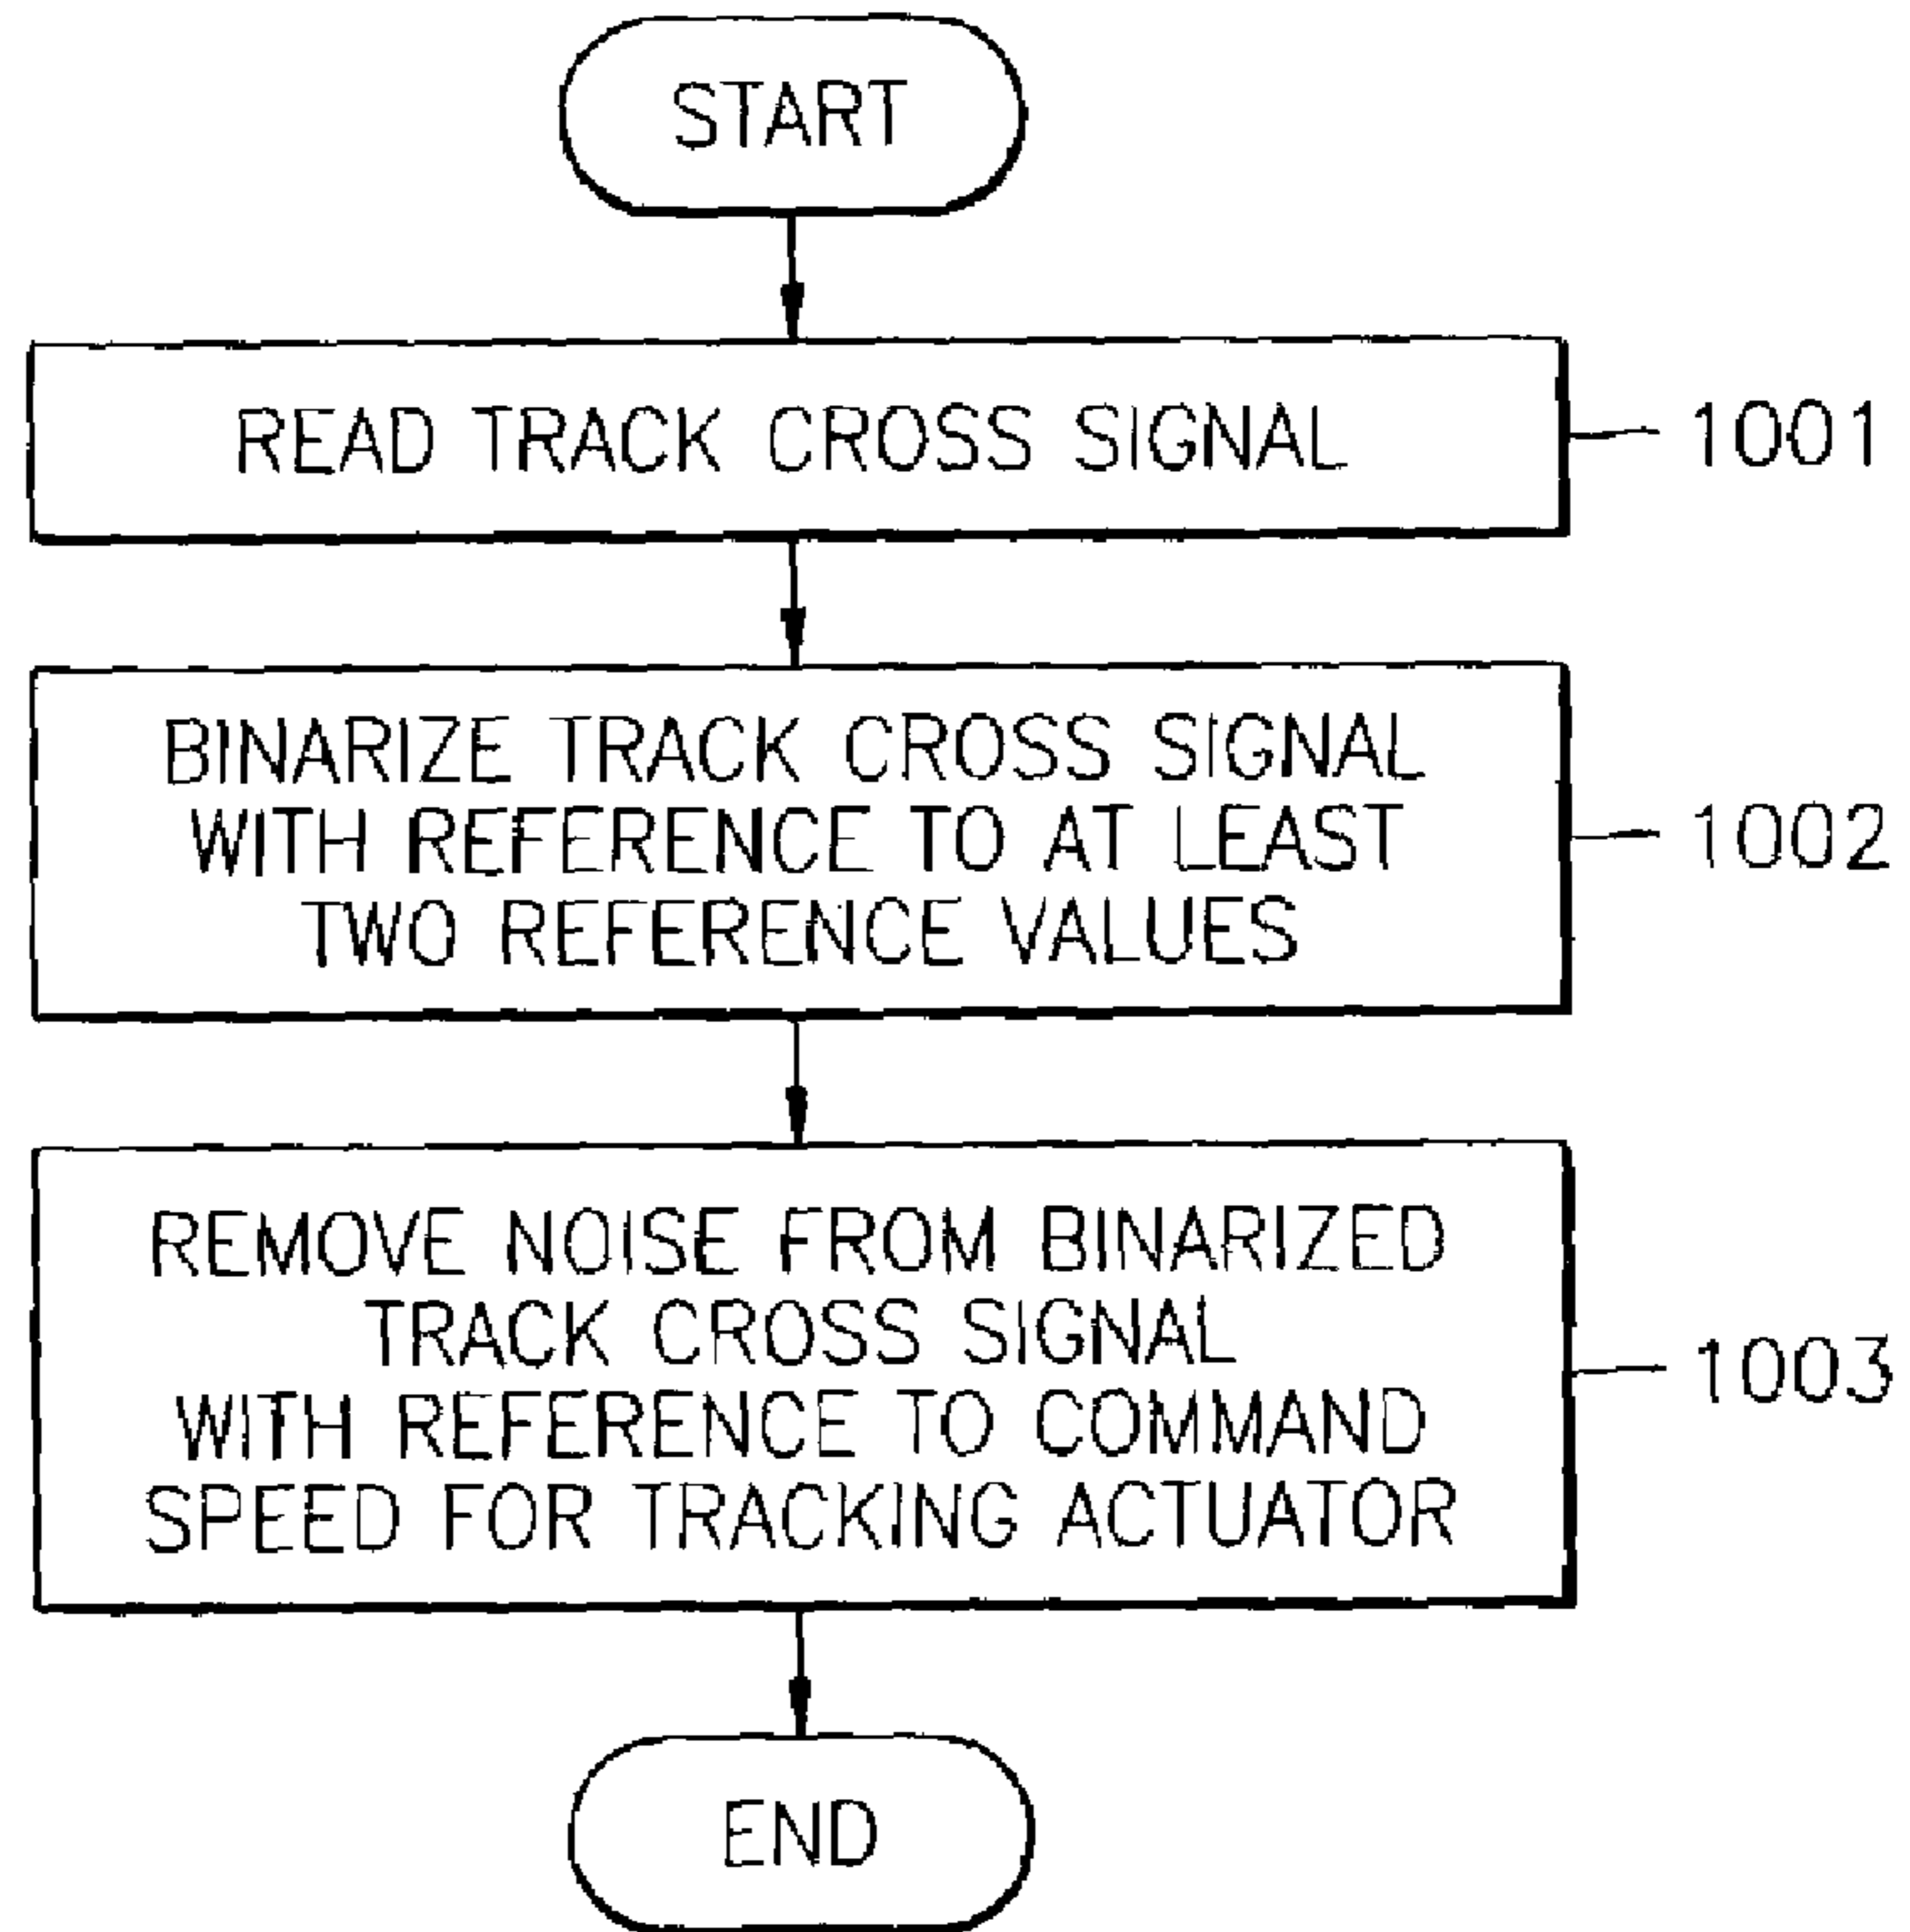 START
READ TRACK CROSS SIGNAL
1001
BINARIZE TRACK CROSS SIGNAL
WITH REFERENCE TO AT LEAST
TWO REFERENCE VALUES
1002
REMOVE NOISE FROM BINARIZED
TRACK CROSS SIGNAL
WITH REFERENCE TO COMMAND
SPEED FOR TRACKING ACTUATOR
1003
END